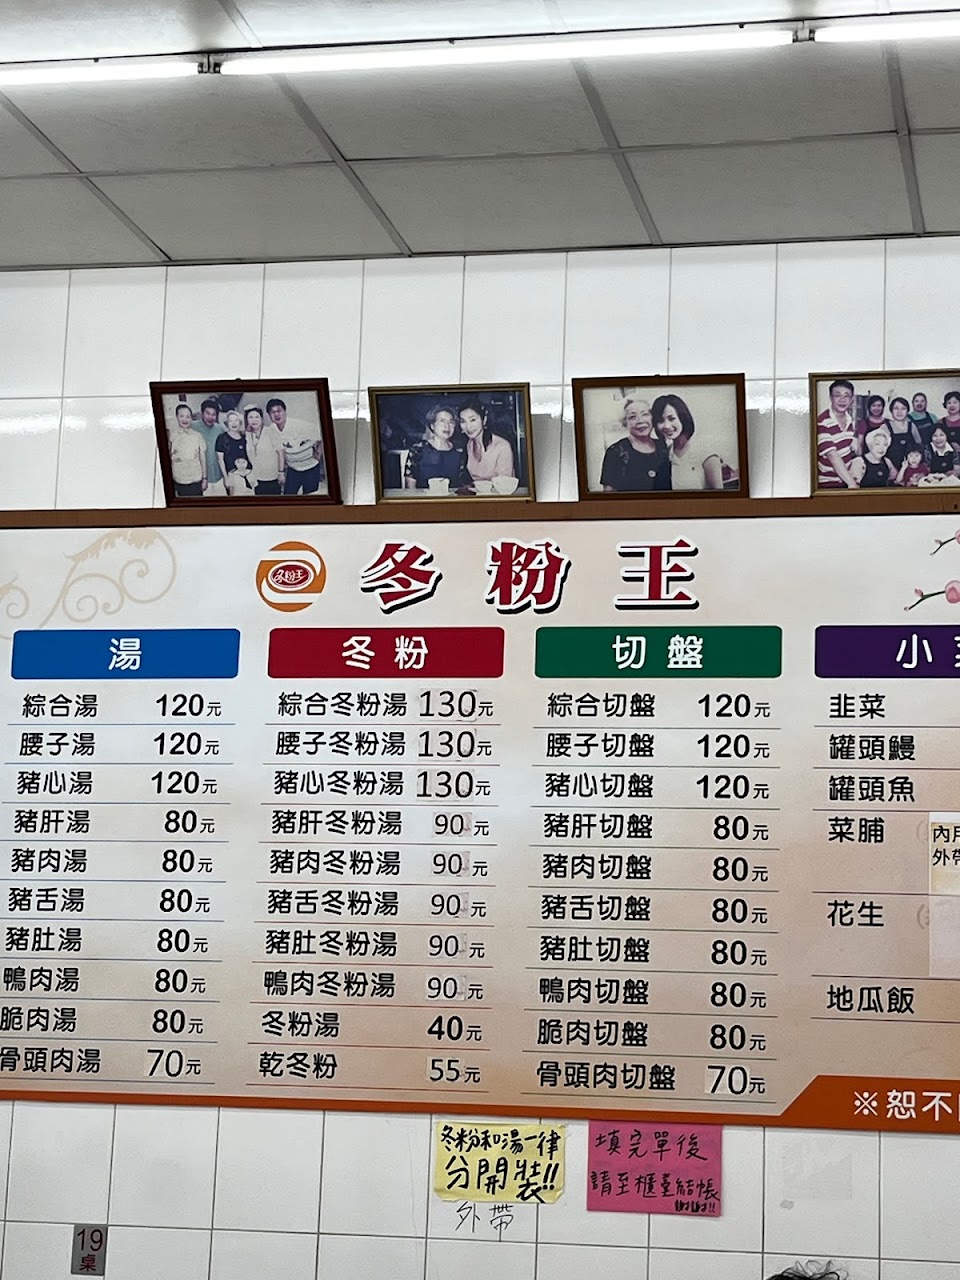 冬粉王
冬粉王
湯
綜合湯 120元
腰子湯 120元
豬心湯 120元
豬肝湯 80元
豬肉湯 80元
豬舌湯 80元
豬肚湯 80元
鴨肉湯 80元
脆肉湯 80元
骨頭肉湯 70元
冬粉
綜合冬粉湯 130元
腰子冬粉湯 130元
豬心冬粉湯 130元
豬肝冬粉湯 90元
豬肉冬粉湯 90元
豬舌冬粉湯 90元
豬肚冬粉湯 90元
鴨肉冬粉湯 90元
冬粉湯 40元
乾冬粉 55元
切盤
綜合切盤 120元
腰子切盤 120元
豬心切盤 120元
豬肝切盤 80元
豬肉切盤 80元
豬舌切盤 80元
豬肚切盤 80元
鴨肉切盤 80元
脆肉切盤 80元
骨頭肉切盤 70元
小
韭菜
罐頭鰻
罐頭魚
菜脯
花生
地瓜飯
內用
外帶
※恕不
冬粉和湯一律
分開裝!!
外帶
填完單後
請至櫃臺結帳
19
桌